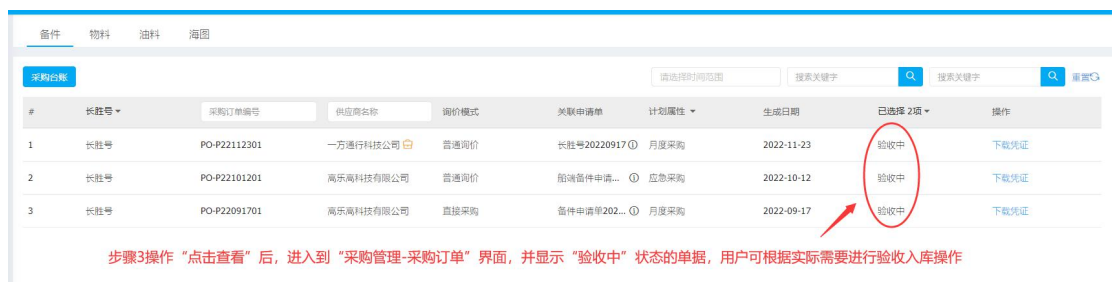 备件 物料 油料 海图
采购台账 请选择时间范围 搜索关键字 搜索关键字 重置
# 长胜号 采购订单编号 供应商名称 询价模式 关联申请单 计划属性 生成日期 已选择 2项 操作
1 长胜号 PO-P22112301 一方通行科技公司 普通询价 长胜号20220917 月度采购 2022-11-23 验收中 下载凭证
2 长胜号 PO-P22101201 高乐高科技有限公司 普通询价 船端备件申请... 应急采购 2022-10-12 验收中 下载凭证
3 长胜号 PO-P22091701 高乐高科技有限公司 直接采购 备件申请单202... 月度采购 2022-09-17 验收中 下载凭证
步骤3操作“点击查看”后，进入到“采购管理-采购订单”界面，并显示“验收中”状态的单据，用户可根据实际需要进行验收入库操作